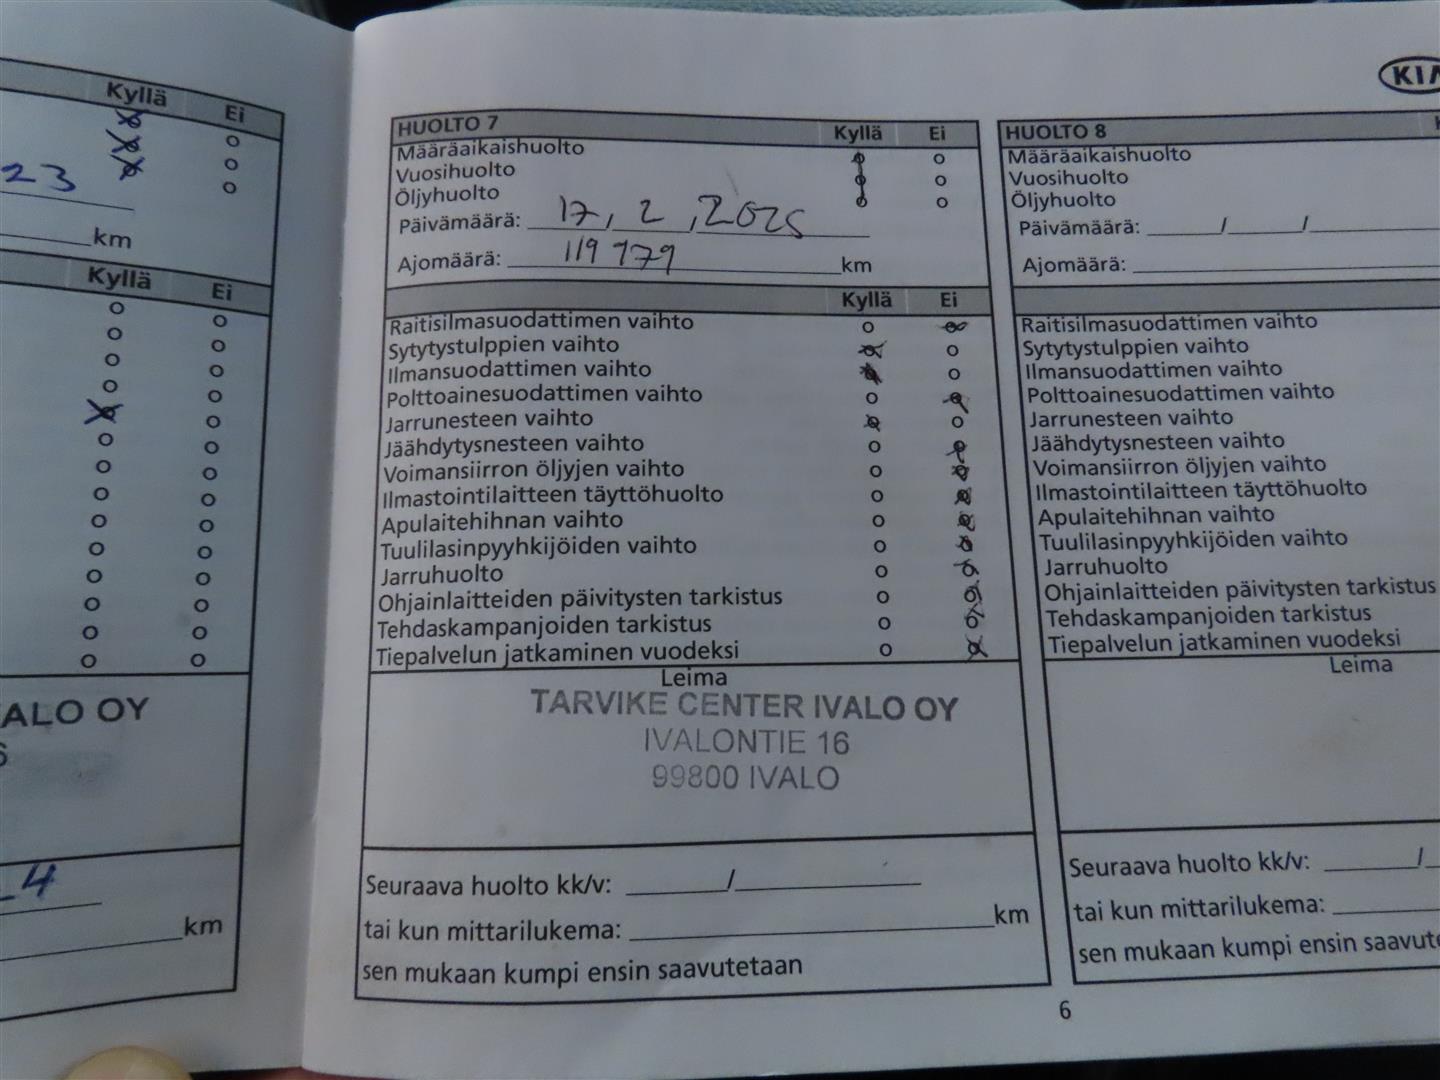 Kyllä Ei
23
km
Kyllä Ei
ALO OY
4
km
HUOLTO 7 Kyllä Ei
Määräaikaishuolto
Vuosihuolto
Öljyhuolto
Päivämäärä: 17, 2, 2025
Ajomäärä: 119 779 km
Kyllä Ei
Raitisilmasuodattimen vaihto
Sytytystulppien vaihto
Ilmansuodattimen vaihto
Polttoainesuodattimen vaihto
Jarrunesteen vaihto
Jäähdytysnesteen vaihto
Voimansiirron öljyjen vaihto
Ilmastointilaitteen täyttöhuolto
Apulaitehihnan vaihto
Tuulilasinpyyhkijöiden vaihto
Jarruhuolto
Ohjainlaitteiden päivitysten tarkistus
Tehdaskampanjoiden tarkistus
Tiepalvelun jatkaminen vuodeksi
Leima
TARVIKE CENTER IVALO OY
IVALONTIE 16
99800 IVALO
Seuraava huolto kk/v: /
tai kun mittarilukema: km
sen mukaan kumpi ensin saavutetaan
KIA
HUOLTO 8
Määräaikaishuolto
Vuosihuolto
Öljyhuolto
Päivämäärä: / /
Ajomäärä:
Raitisilmasuodattimen vaihto
Sytytystulppien vaihto
Ilmansuodattimen vaihto
Polttoainesuodattimen vaihto
Jarrunesteen vaihto
Jäähdytysnesteen vaihto
Voimansiirron öljyjen vaihto
Ilmastointilaitteen täyttöhuolto
Apulaitehihnan vaihto
Tuulilasinpyyhkijöiden vaihto
Jarruhuolto
Ohjainlaitteiden päivitysten tarkistus
Tehdaskampanjoiden tarkistus
Tiepalvelun jatkaminen vuodeksi
Leima
Seuraava huolto kk/v: /
tai kun mittarilukema:
sen mukaan kumpi ensin
6